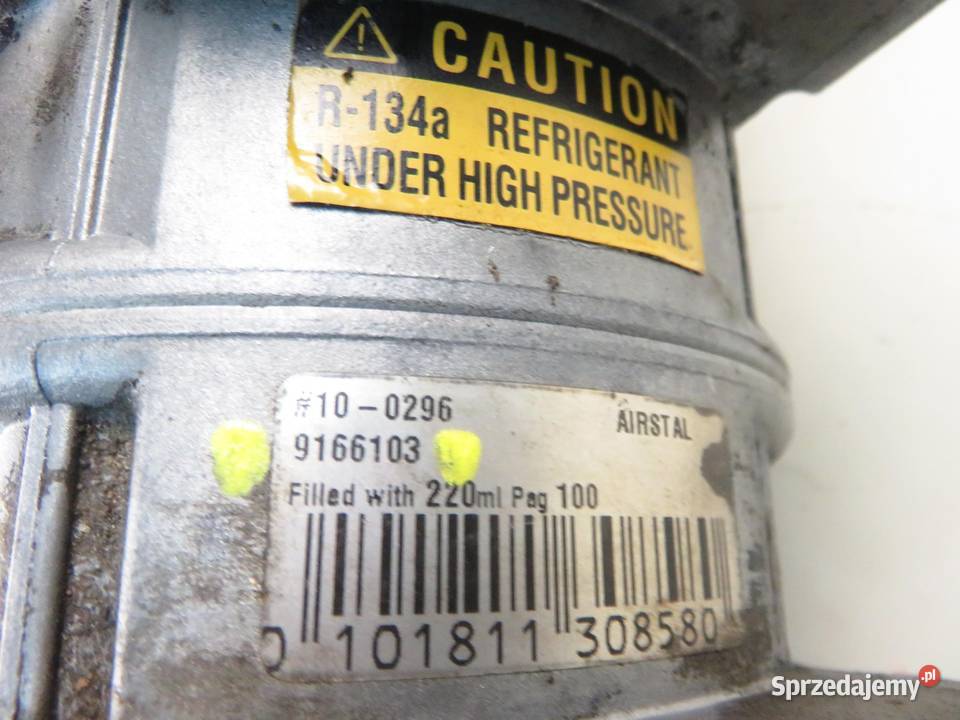 CAUTION
R-134a REFRIGERANT
UNDER HIGH PRESSURE
#10-0296
AIRSTAL
9166103
Filled with 220ml Pag 100
0 101811 308580
Sprzedajemy.pl